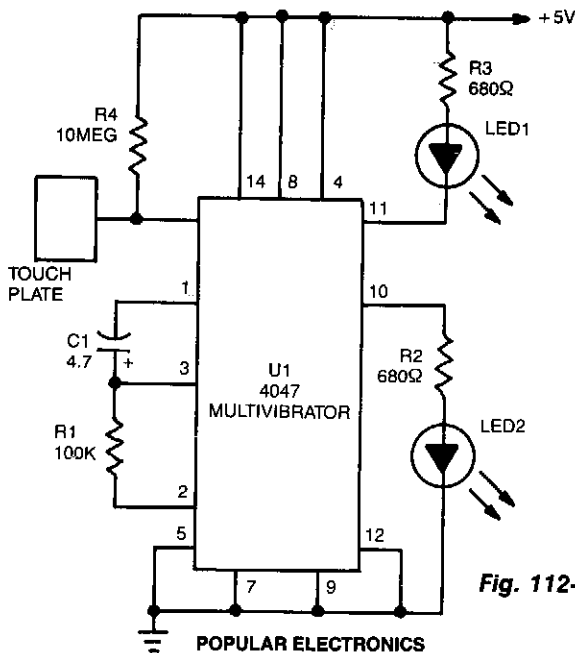 +5V
R4
10MEG
R3
680Ω
LED1
14
8
4
11
TOUCH
PLATE
1
10
C1
4.7
+
3
U1
4047
MULTIVIBRATOR
R2
680Ω
LED2
R1
100K
2
5
12
7
9
Fig. 112-
POPULAR ELECTRONICS